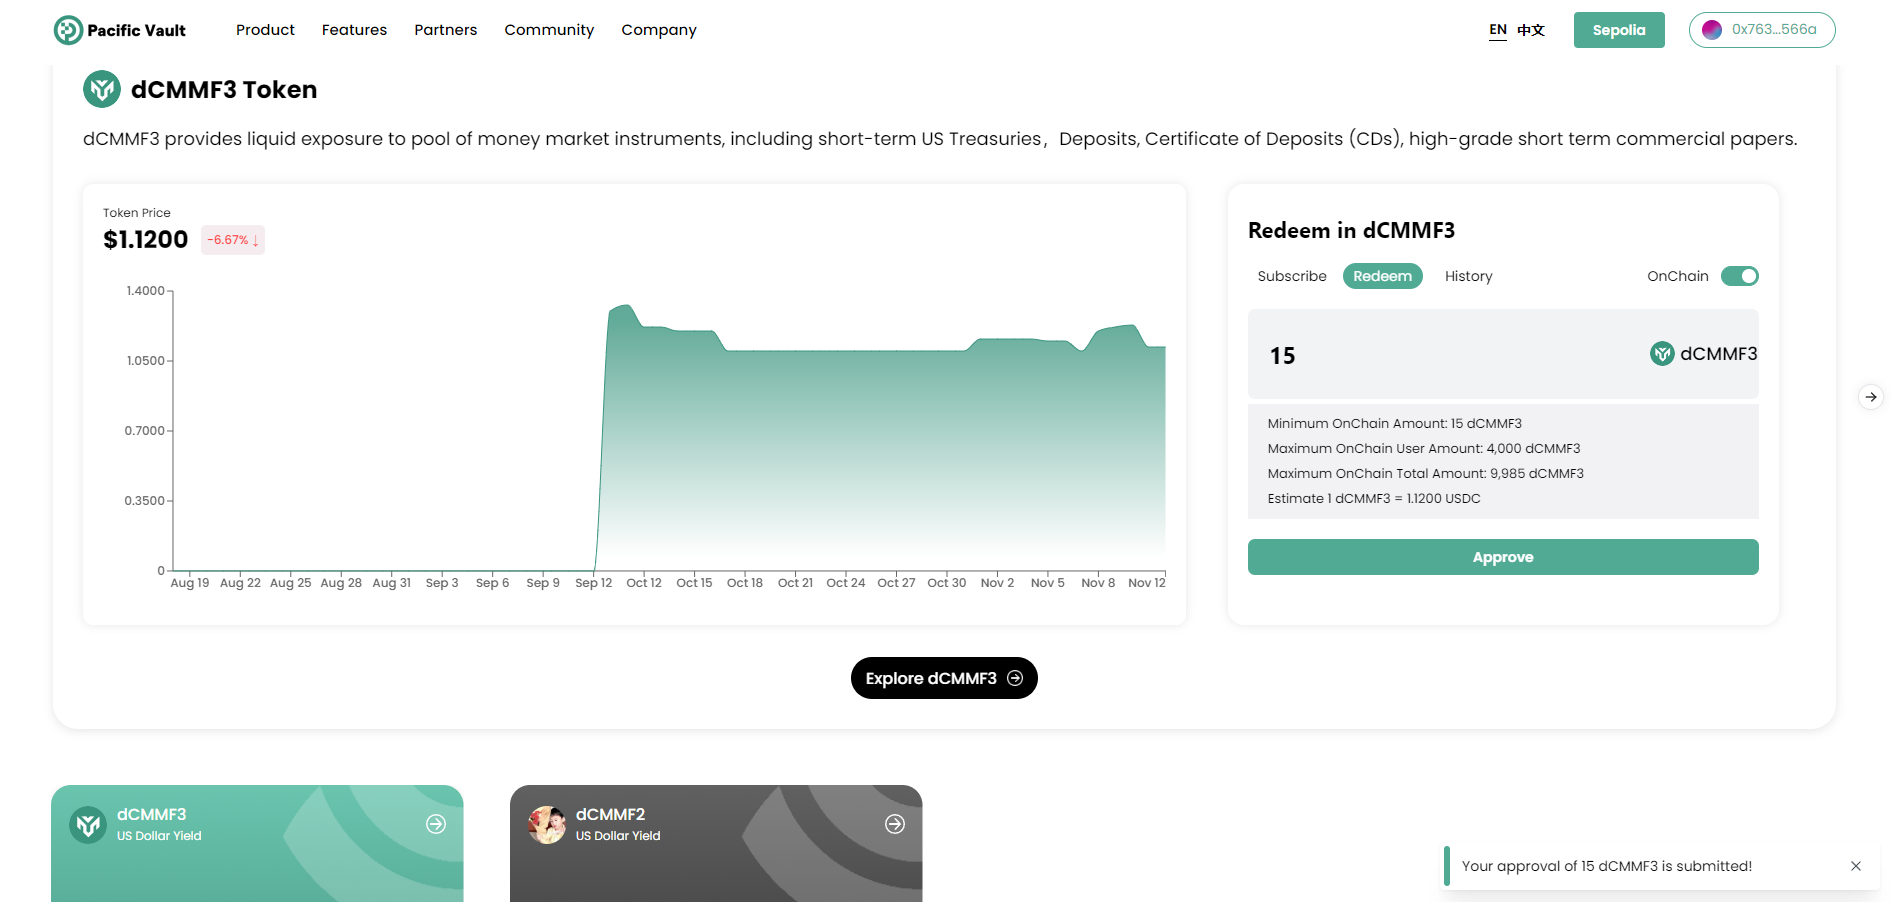 Pacific Vault Product Features Partners Community Company EN 中文 Sepolia 0x763...566a
dCMMF3 Token
dCMMF3 provides liquid exposure to pool of money market instruments, including short-term US Treasuries，Deposits, Certificate of Deposits (CDs), high-grade short term commercial papers.
Token Price
$1.1200 -6.67% ↓
1.4000
1.0500
0.7000
0.3500
0
Aug 19 Aug 22 Aug 25 Aug 28 Aug 31 Sep 3 Sep 6 Sep 9 Sep 12 Oct 12 Oct 15 Oct 18 Oct 21 Oct 24 Oct 27 Oct 30 Nov 2 Nov 5 Nov 8 Nov 12
Redeem in dCMMF3
Subscribe Redeem History OnChain
15 dCMMF3
Minimum OnChain Amount: 15 dCMMF3
Maximum OnChain User Amount: 4,000 dCMMF3
Maximum OnChain Total Amount: 9,985 dCMMF3
Estimate 1 dCMMF3 = 1.1200 USDC
Approve
Explore dCMMF3
dCMMF3
US Dollar Yield
dCMMF2
US Dollar Yield
Your approval of 15 dCMMF3 is submitted!